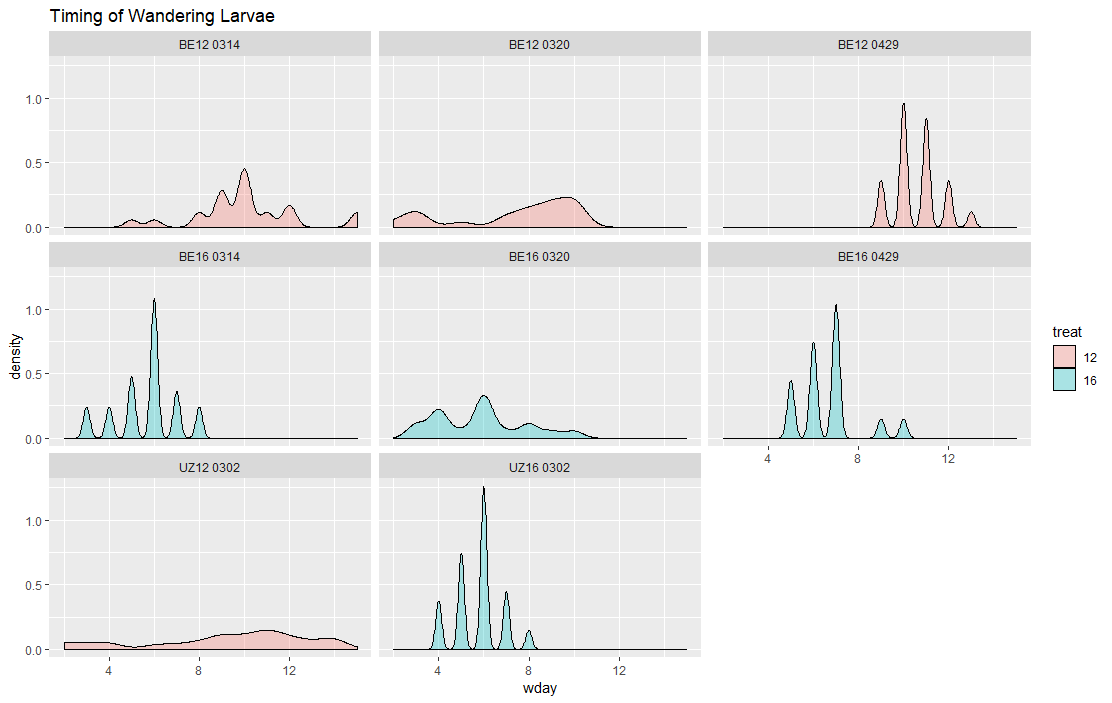 Timing of Wandering Larvae
BE12 0314
BE12 0320
BE12 0429
1.0
0.5
0.0
BE16 0314
BE16 0320
BE16 0429
1.0
0.5
0.0
4 8 12
UZ12 0302
UZ16 0302
1.0
0.5
0.0
4 8 12
4 8 12
wday
density
treat
12
16